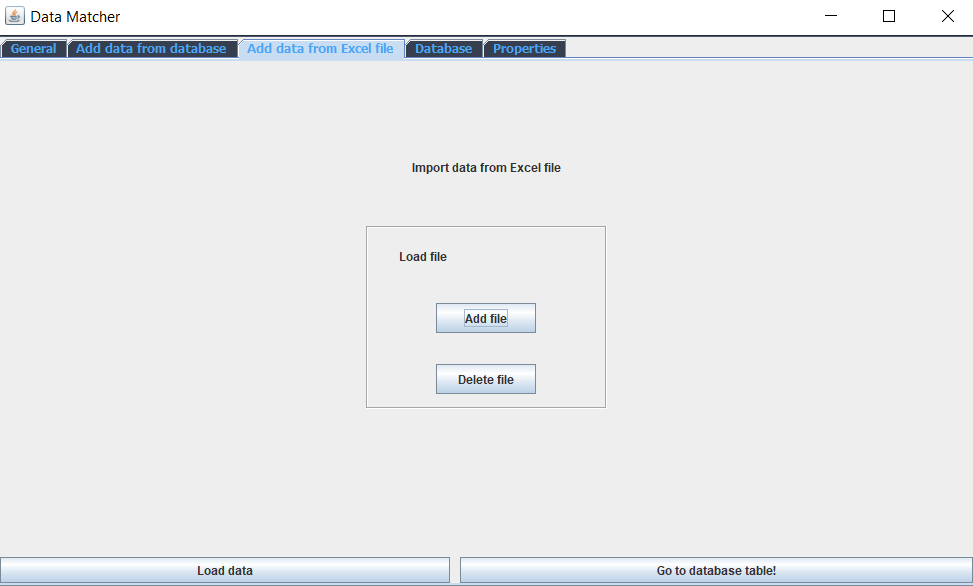 Data Matcher
General Add data from database Add data from Excel file Database Properties
Import data from Excel file
Load file
Add file
Delete file
Load data Go to database table!